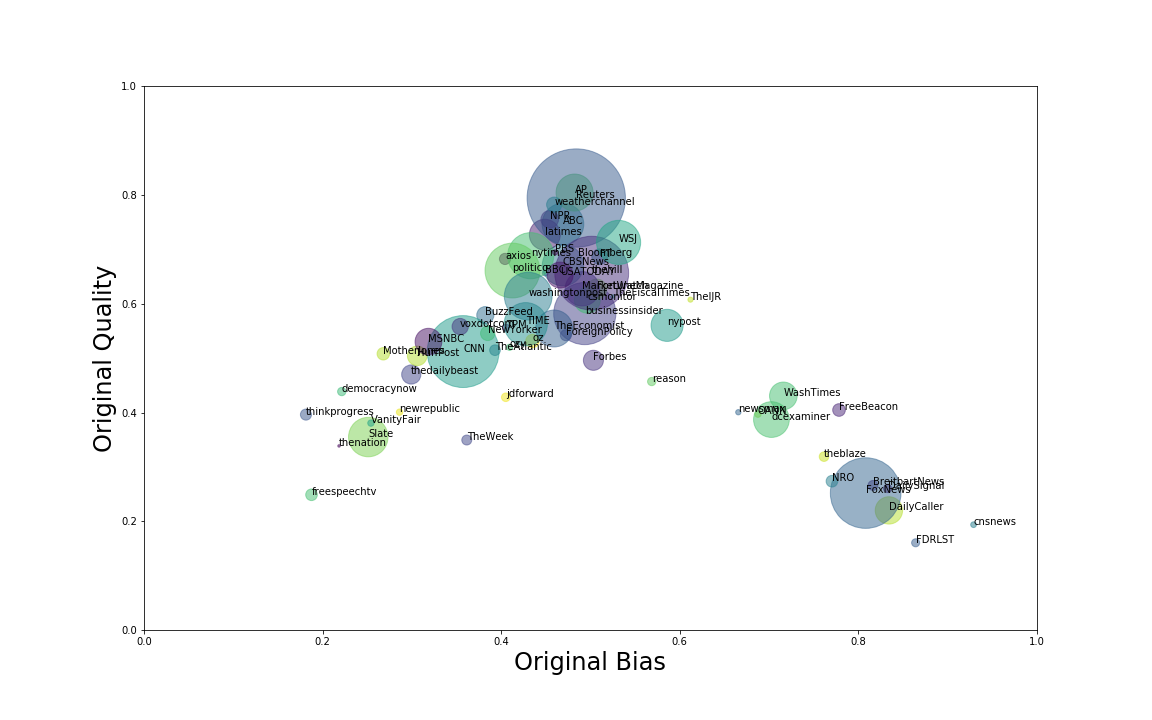 1.0
AP
Reuters
0.8
weatherchannel
NPR
ABC
latimes
WSJ
PBS
nytimes
Bloomberg
axios
CBSNews
politico
BBC
thehill
USATODAY
MarketWatch
FortuneMagazine
washingtonpost
csmonitor
TheFiscalTimes
TheIJR
0.6
BuzzFeed
businessinsider
voxdotcom
TPM
TIME
TheEconomist
nypost
NewYorker
ForeignPolicy
MSNBC
qz
MotherJones
HuffPost
CNN
TheAtlantic
Forbes
thedailybeast
reason
democracynow
jdforward
WashTimes
thinkprogress
newrepublic
newsmax
OANN
FreeBeacon
0.4
VanityFair
dcexaminer
Slate
TheWeek
thenation
theblaze
NRO
BreitbartNews
FoxNews
DailySignal
freespeechtv
DailyCaller
0.2
cnsnews
FDRLST
0.0
0.0
0.2
0.4
0.6
0.8
1.0
Original Bias
Original Quality